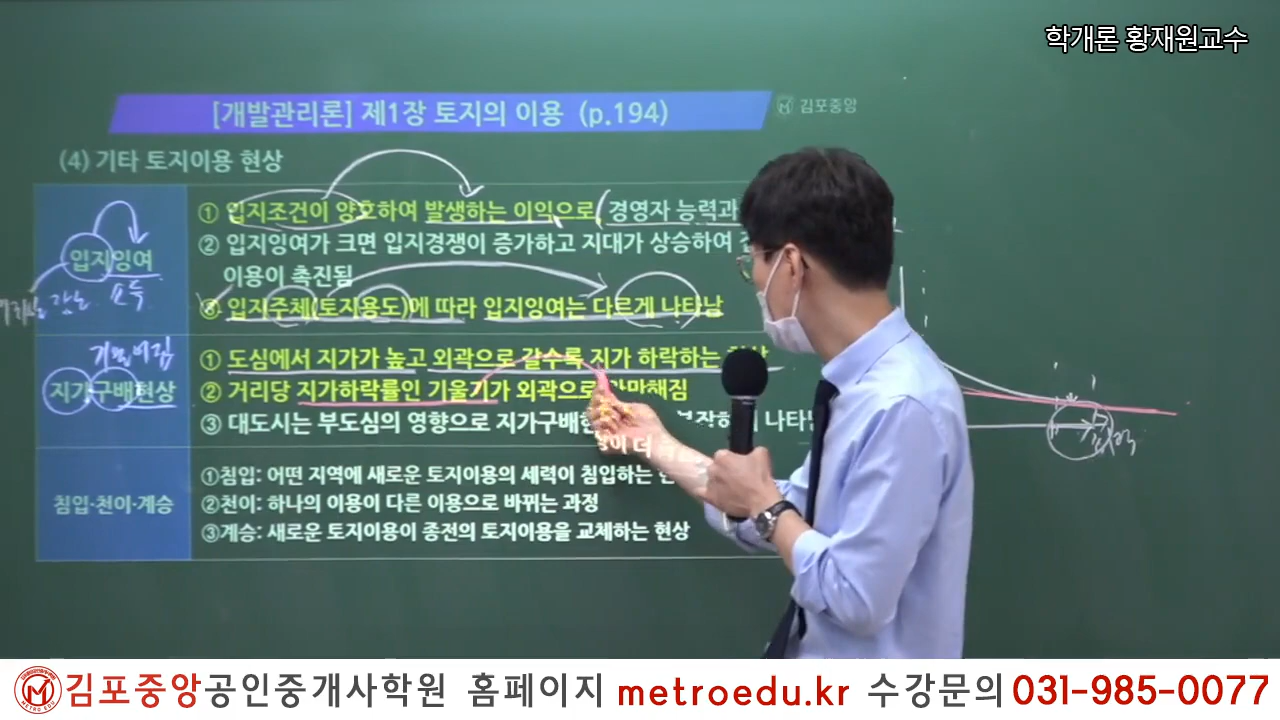 학개론 황재원교수
[개발관리론] 제1장 토지의 이용 (p.194)
김포중앙
(4) 기타 토지이용 현상
입지잉여
① 입지조건이 양호하여 발생하는 이익으로(경영자 능력과
② 입지잉여가 크면 입지경쟁이 증가하고 지대가 상승하여
이용이 촉진됨
③ 입지주체(토지용도)에 따라 입지잉여는 다르게 나타남
지가구배현상
① 도심에서 지가가 높고 외곽으로 갈수록 지가 하락하는
② 거리당 지가하락률인 기울기가 외곽으로 완만해짐
③ 대도시는 부도심의 영향으로 지가구배현
더
침입·천이·계승
①침입: 어떤 지역에 새로운 토지이용의 세력이 침입하는
②천이: 하나의 이용이 다른 이용으로 바뀌는 과정
③계승: 새로운 토지이용이 종전의 토지이용을 교체하는 현상
김포중앙공인중개사학원 홈페이지 metroedu.kr 수강문의 031-985-0077